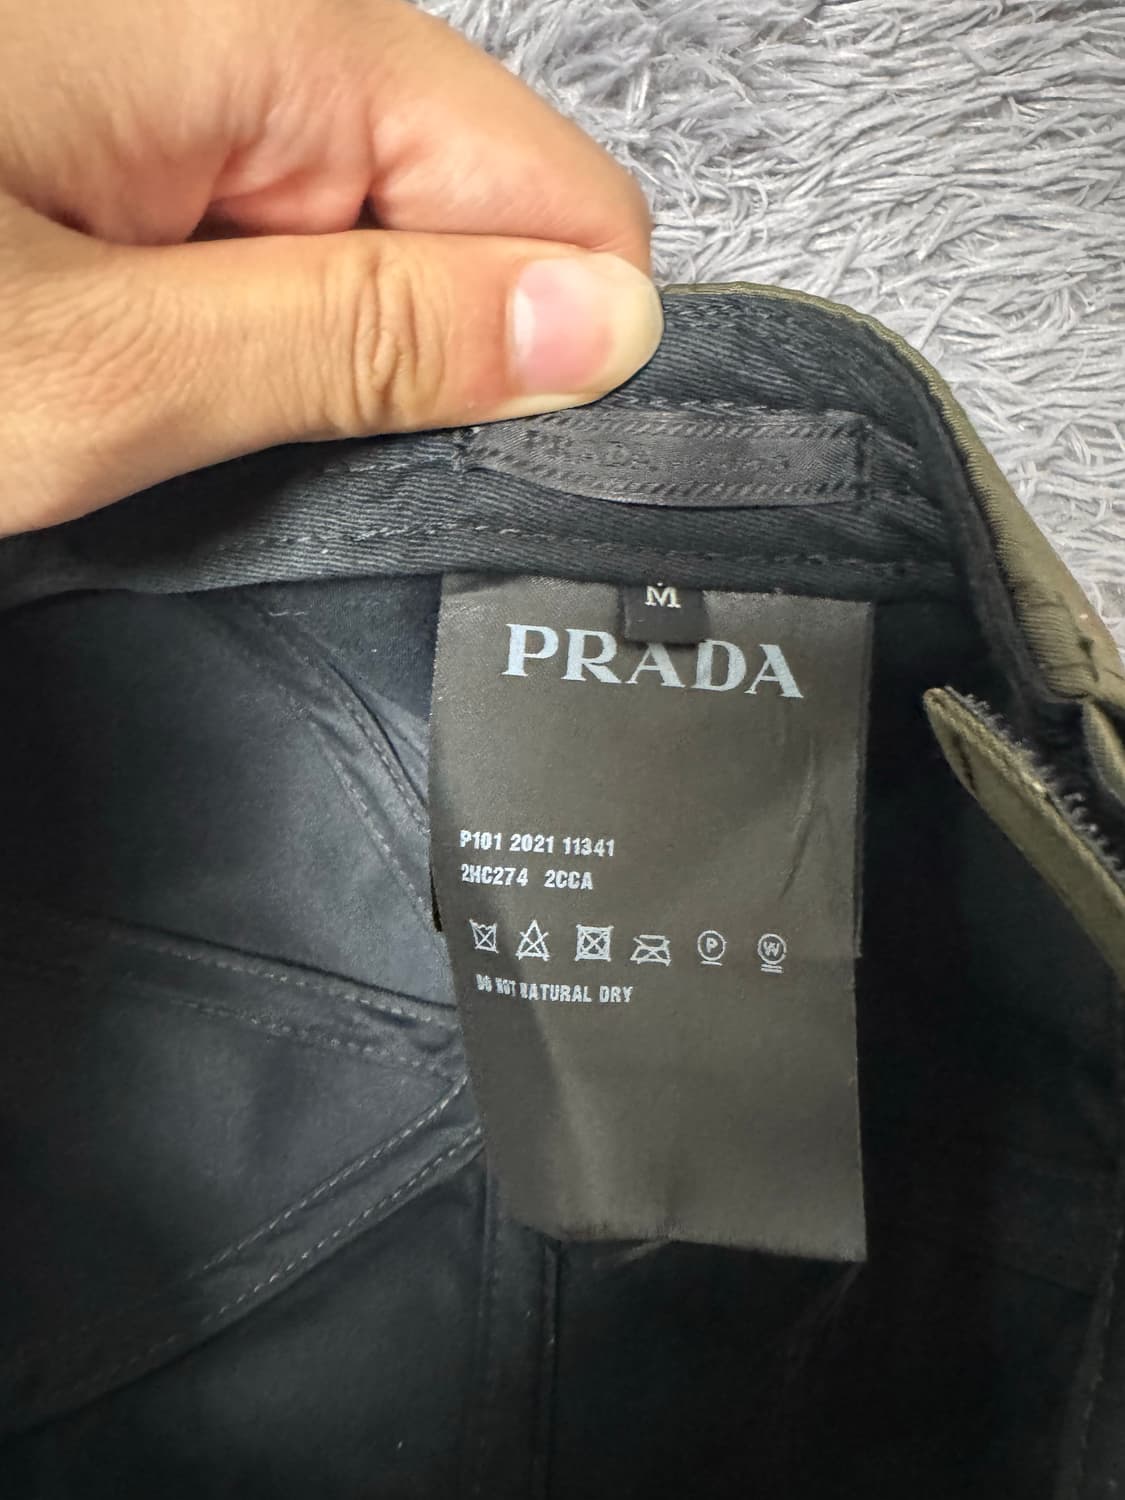 M
PRADA
P101 2021 11341
2HC274 2CCA
P W
DO NOT NATURAL DRY